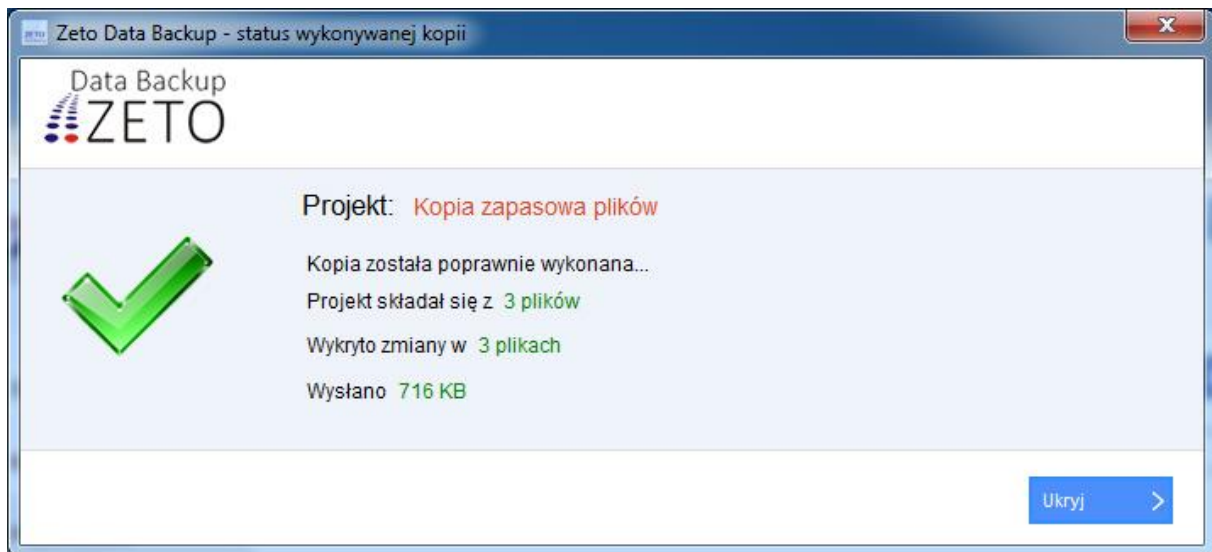 Zeto Data Backup - status wykonywanej kopii
Data Backup
ZETO
Projekt: Kopia zapasowa plików
Kopia została poprawnie wykonana...
Projekt składał się z 3 plików
Wykryto zmiany w 3 plikach
Wysłano 716 KB
Ukryj